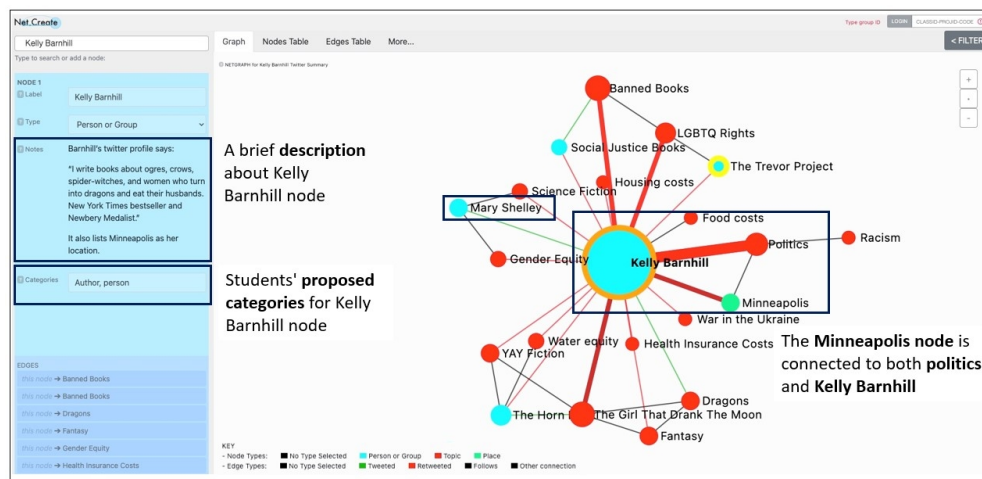 Net.Create
Type group ID
LOGIN
CLASSID-PROJID-CODE
Kelly Barnhill
Type to search or add a node:
Graph
Nodes Table
Edges Table
More...
< FILTER
NETGRAPH for Kelly Barnhill Twitter Summary
NODE 1
Label
Kelly Barnhill
Type
Person or Group
Notes
Barnhill's twitter profile says:
"I write books about ogres, crows,
spider-witches, and women who turn
into dragons and eat their husbands.
New York Times bestseller and
Newbery Medalist."
It also lists Minneapolis as her
location.
Categories
Author, person
EDGES
this node ➔ Banned Books
this node ➔ Banned Books
this node ➔ Dragons
this node ➔ Fantasy
this node ➔ Gender Equity
this node ➔ Health Insurance Costs
A brief description
about Kelly
Barnhill node
Students' proposed
categories for Kelly
Barnhill node
Banned Books
LGBTQ Rights
Social Justice Books
The Trevor Project
Housing costs
Science Fiction
Mary Shelley
Food costs
Politics
Racism
Gender Equity
Kelly Barnhill
Minneapolis
War in the Ukraine
Water equity
Health Insurance Costs
YAY Fiction
Dragons
The Horn
The Girl That Drank The Moon
Fantasy
The Minneapolis node is
connected to both politics
and Kelly Barnhill
KEY
- Node Types:
No Type Selected
Person or Group
Topic
Place
- Edge Types:
No Type Selected
Tweeted
Retweeted
Follows
Other connection
+
-